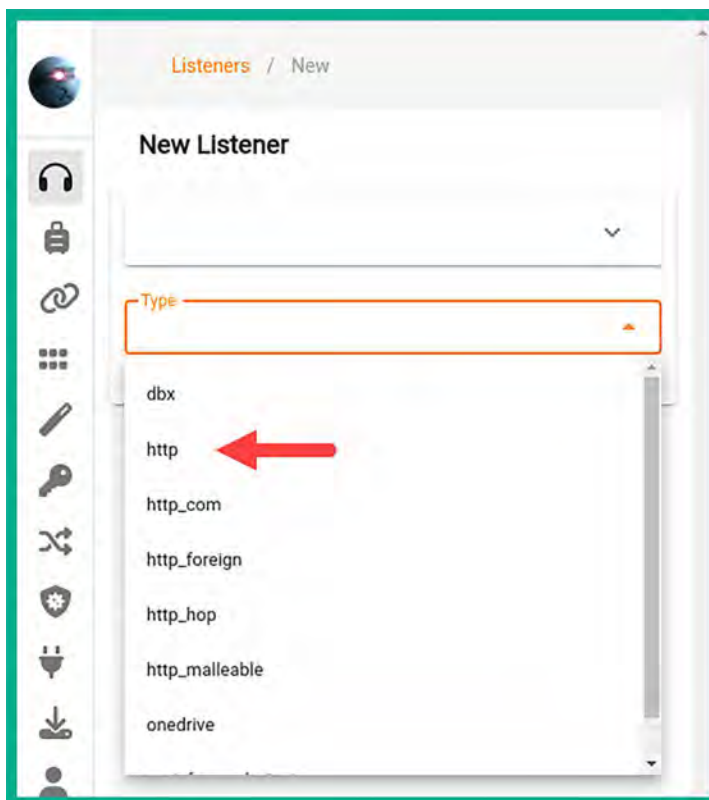 Listeners / New
New Listener
Type
dbx
http
http_com
http_foreign
http_hop
http_malleable
onedrive